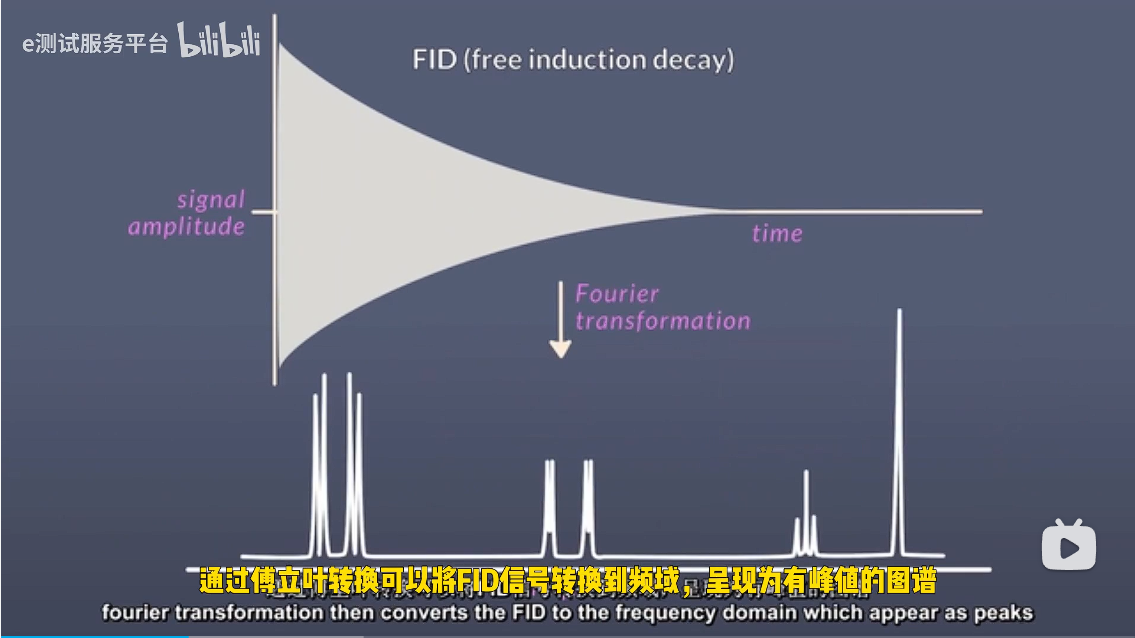 e测试服务平台 bilibili
FID (free induction decay)
signal
amplitude
time
Fourier
transformation
通过傅立叶转换可以将FID信号转换到频域，呈现为有峰值的图谱
fourier transformation then converts the FID to the frequency domain which appear as peaks